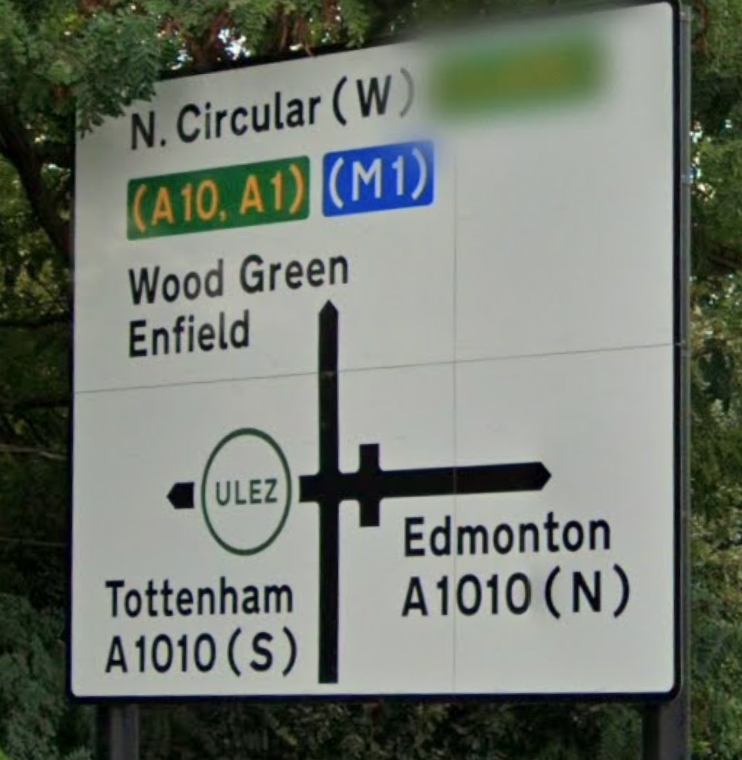 N. Circular (W)
(A10, A1) (M1)
Wood Green
Enfield
ULEZ
Edmonton
A1010 (N)
Tottenham
A1010 (S)